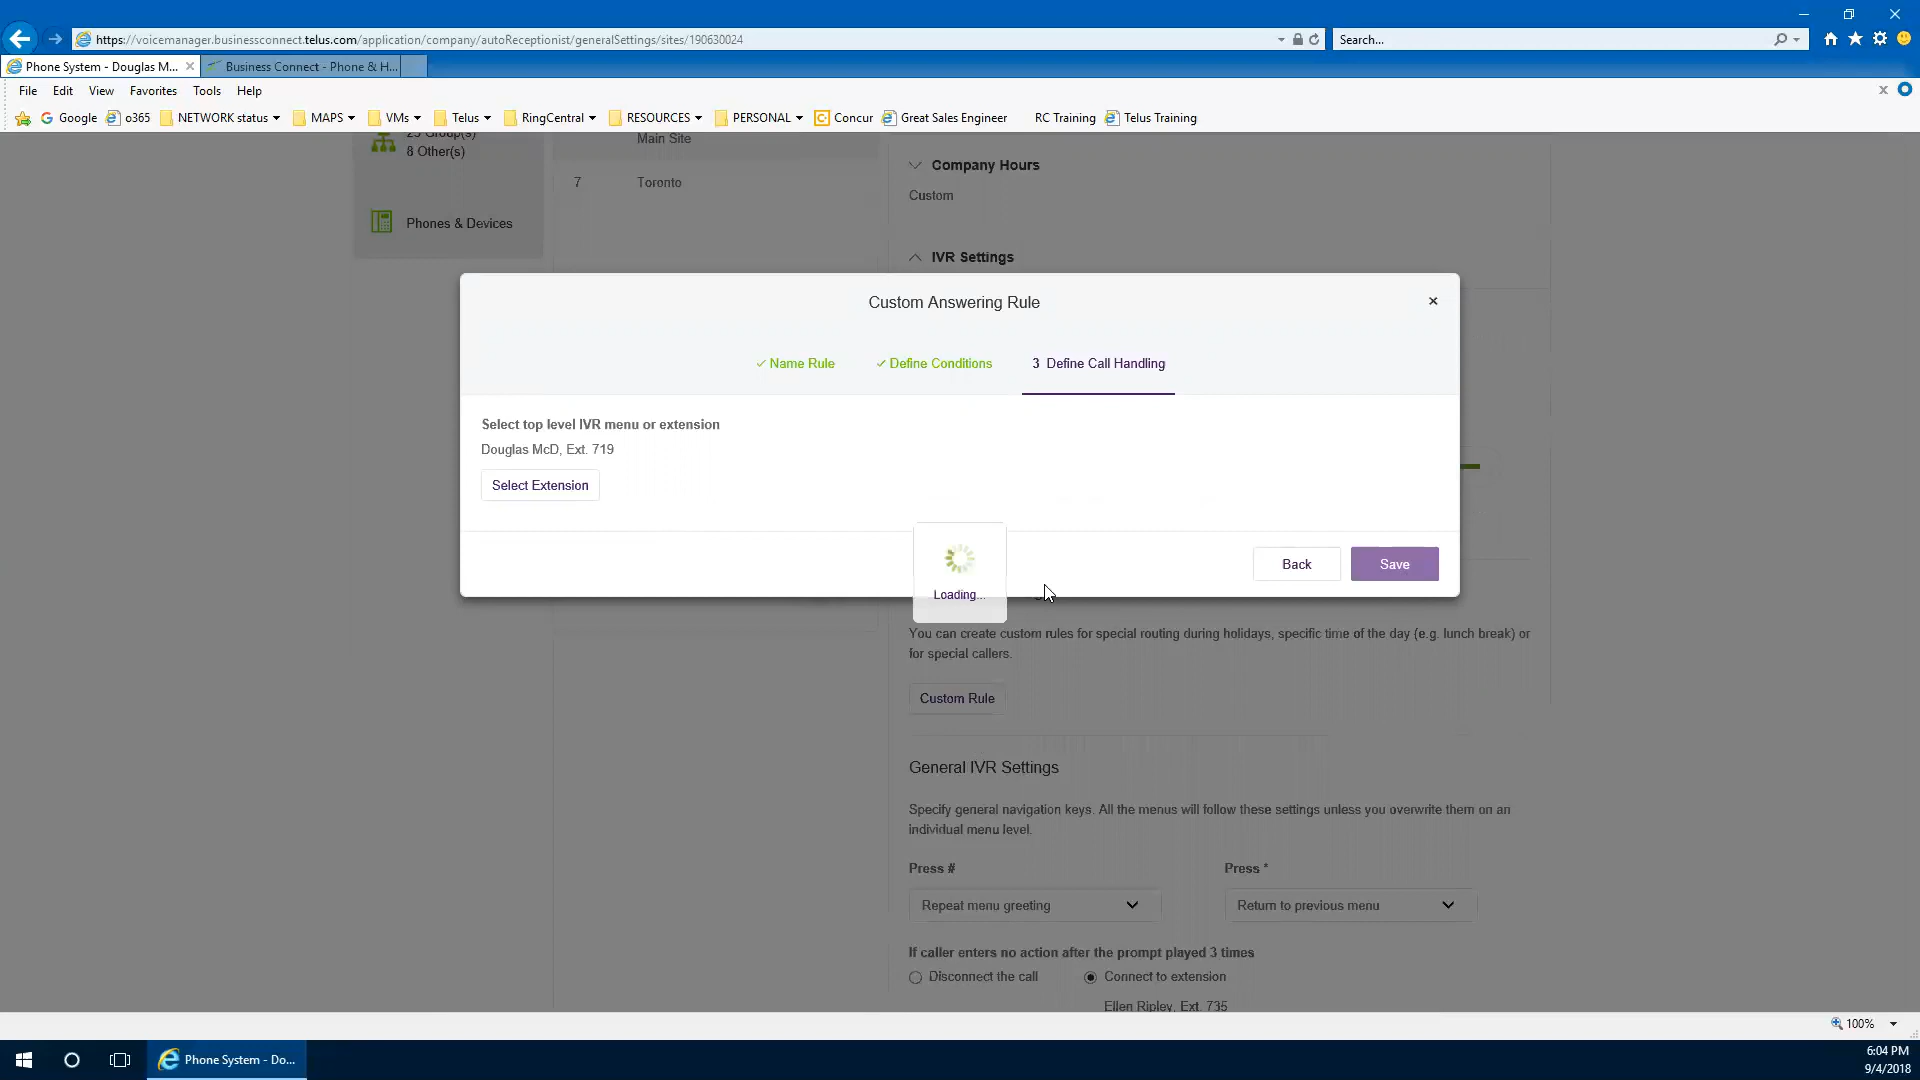 https://voicemanager.businessconnect.telus.com/application/company/autoReceptionist/generalSettings/sites/190630024
Search...
Phone System - Douglas M...
Business Connect - Phone & H...
File Edit View Favorites Tools Help
Google o365 NETWORK status MAPS VMs Telus RingCentral RESOURCES PERSONAL Concur Great Sales Engineer RC Training Telus Training
8 Other(s)
Phones & Devices
Main Site
7 Toronto
Company Hours
Custom
IVR Settings
Custom Answering Rule
×
Name Rule
Define Conditions
3 Define Call Handling
Select top level IVR menu or extension
Douglas McD, Ext. 719
Select Extension
Loading...
Back
Save
You can create custom rules for special routing during holidays, specific time of the day (e.g. lunch break) or
for special callers.
Custom Rule
General IVR Settings
Specify general navigation keys. All the menus will follow these settings unless you overwrite them on an
individual menu level.
Press # Press *
Repeat menu greeting Return to previous menu
If caller enters no action after the prompt played 3 times
Disconnect the call Connect to extension
Ellen Ripley, Ext. 735
100%
Phone System - Do...
6:04 PM
9/4/2018